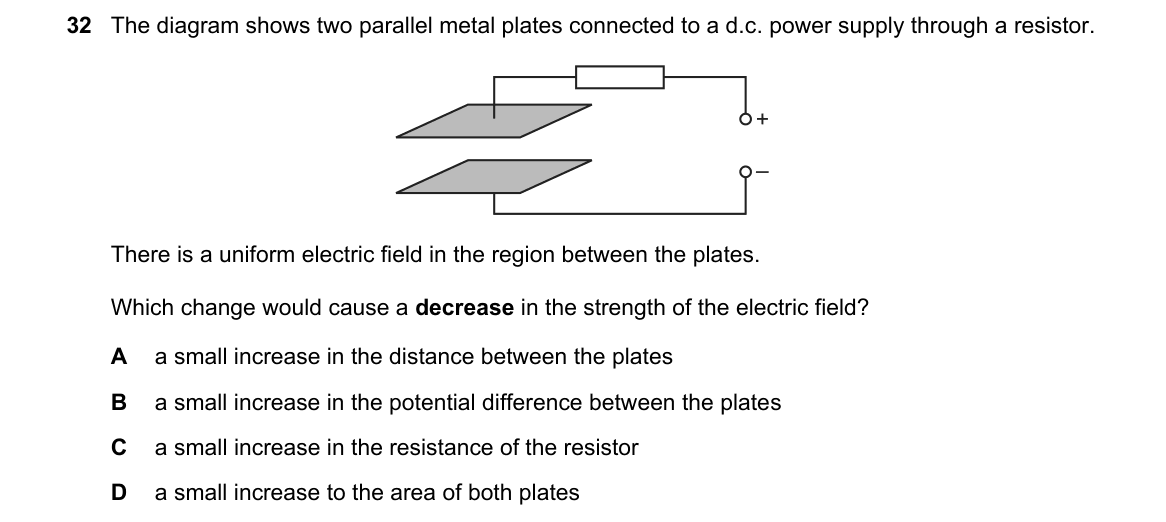 32 The diagram shows two parallel metal plates connected to a d.c. power supply through a resistor.
+
–
There is a uniform electric field in the region between the plates.
Which change would cause a decrease in the strength of the electric field?
A a small increase in the distance between the plates
B a small increase in the potential difference between the plates
C a small increase in the resistance of the resistor
D a small increase to the area of both plates